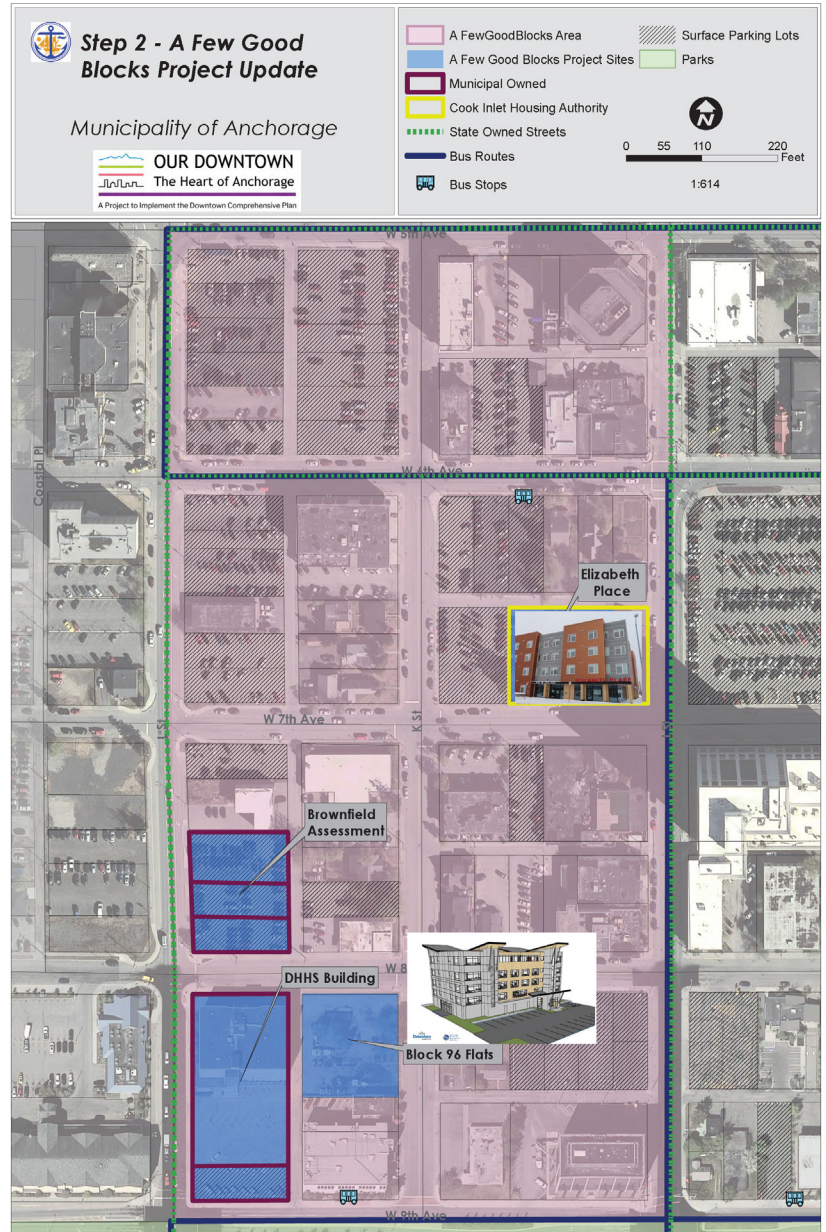 Step 2 - A Few Good
Blocks Project Update
Municipality of Anchorage
OUR DOWNTOWN
The Heart of Anchorage
A Project to Implement the Downtown Comprehensive Plan
A FewGoodBlocks Area
A Few Good Blocks Project Sites
Municipal Owned
Cook Inlet Housing Authority
State Owned Streets
Bus Routes
Bus Stops
Surface Parking Lots
Parks
N
0 55 110 220
Feet
1:614
W 5th Ave
Coastal Pl
W 6th Ave
Elizabeth
Place
L St
W 7th Ave
K St
I St
Brownfield
Assessment
W 8
DHHS Building
Block 96 Flats
W 9th Ave